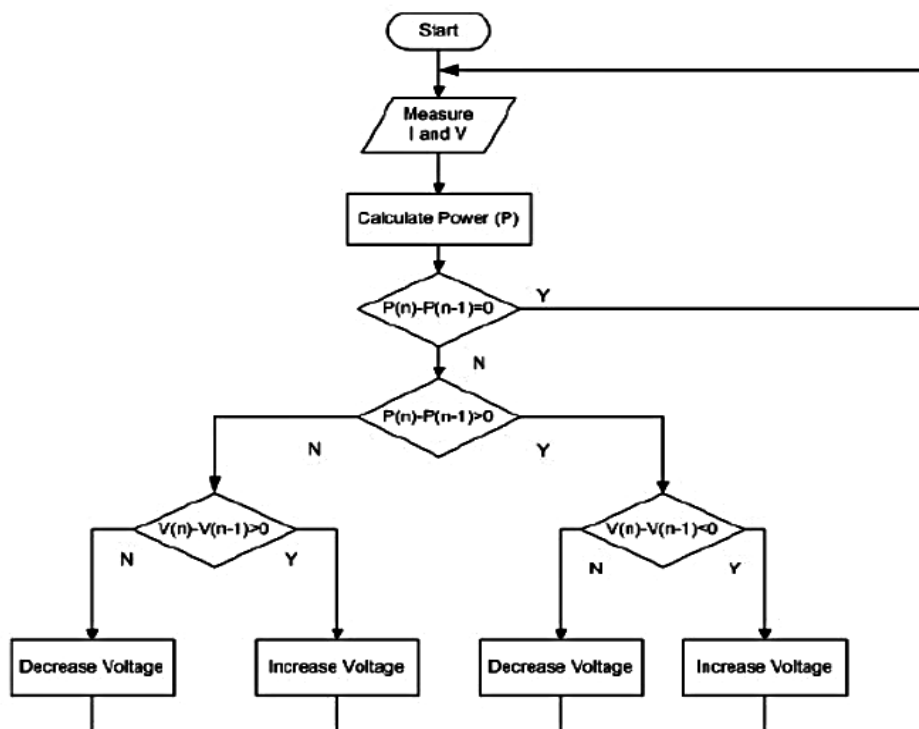 Start
Measure
I and V
Calculate Power (P)
P(n)-P(n-1)=0
Y
N
P(n)-P(n-1)>0
N
Y
V(n)-V(n-1)>0
V(n)-V(n-1)<0
N
Y
N
Y
Decrease Voltage
Increase Voltage
Decrease Voltage
Increase Voltage